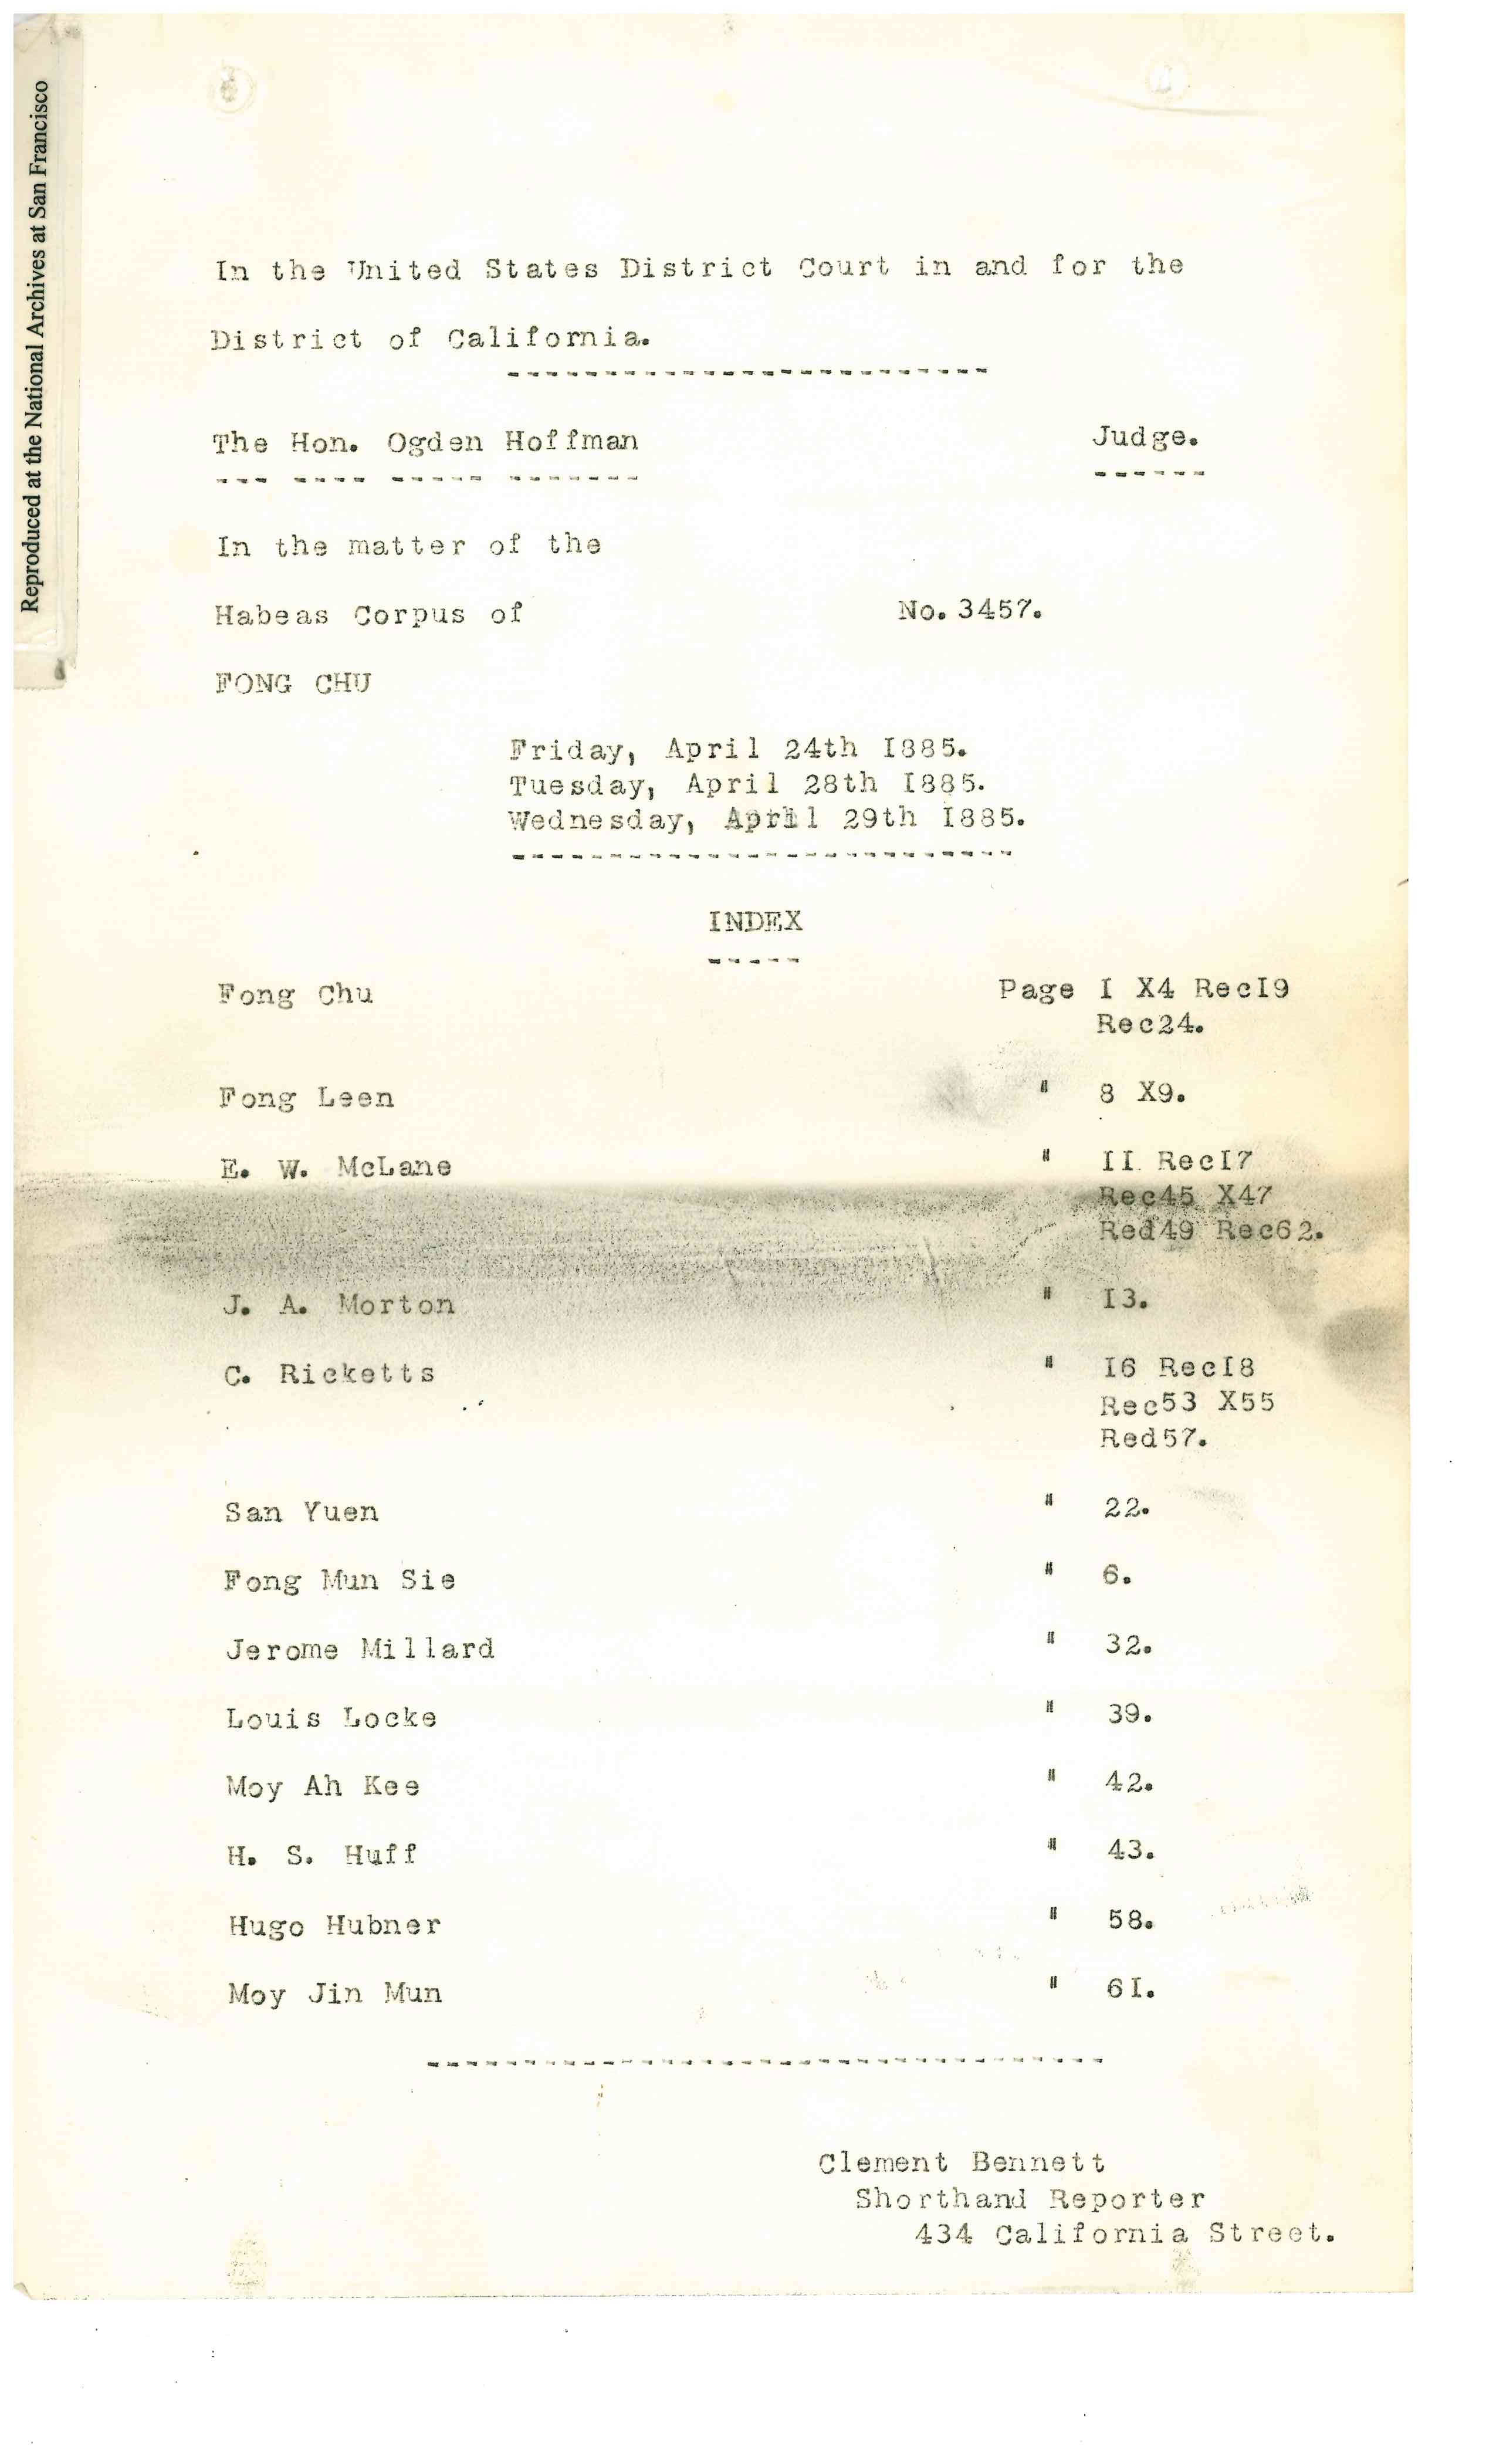 Reproduced at the National Archives at San Francisco
In the United States District Court in and for the
District of California.
-------------------------
The Hon. Ogden Hoffman Judge.
--- ---- ----- ------- ------
In the matter of the
Habeas Corpus of No. 3457.
FONG CHU
Friday, April 24th I885.
Tuesday, April 28th I885.
Wednesday, April 29th I885.
--------------------------
INDEX
-----
Fong Chu Page I X4 RecI9
Rec24.
Fong Leen " 8 X9.
E. W. McLane " II RecI7
Rec45 X47
Red49 Rec62.
J. A. Morton " I3.
C. Ricketts " I6 RecI8
Rec53 X55
Red57.
San Yuen " 22.
Fong Mun Sie " 6.
Jerome Millard " 32.
Louis Locke " 39.
Moy Ah Kee " 42.
H. S. Huff " 43.
Hugo Hubner " 58.
Moy Jin Mun " 6I.
-----------------------------------
Clement Bennett
Shorthand Reporter
434 California Street.